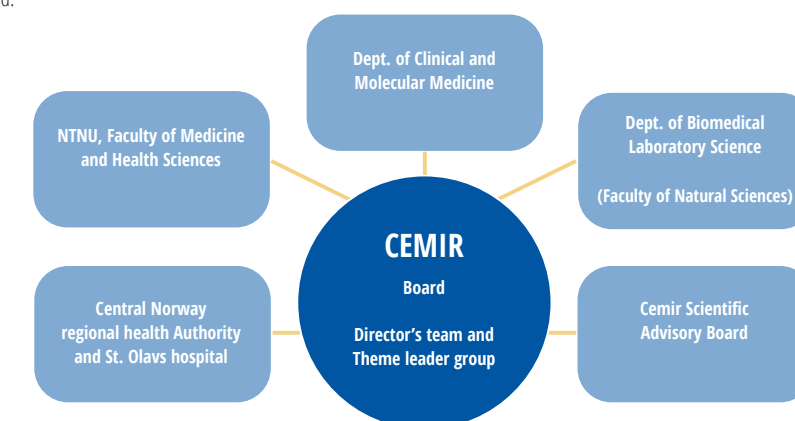 d.
Dept. of Clinical and
Molecular Medicine
NTNU, Faculty of Medicine
and Health Sciences
Dept. of Biomedical
Laboratory Science
(Faculty of Natural Sciences)
CEMIR
Board
Director’s team and
Theme leader group
Central Norway
regional health Authority
and St. Olavs hospital
Cemir Scientific
Advisory Board